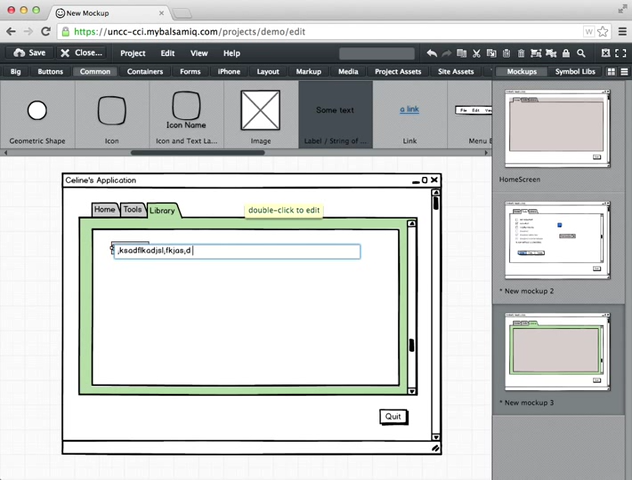 New Mockup
https://uncc-cci.mybalsamiq.com/projects/demo/edit
Save Close... Project Edit View Help
Big Buttons Common Containers Forms iPhone Layout Markup Media Project Assets Site Assets Mockups Symbol Libs
Some text
a link
Icon Name
Geometric Shape Icon Icon and Text La... Image Label / String of ... Link Menu B
HomeScreen
Celine's Application
Home Tools Library
double-click to edit
,ksadflkadjsl,fkjas,d
* New mockup 2
* New mockup 3
Quit